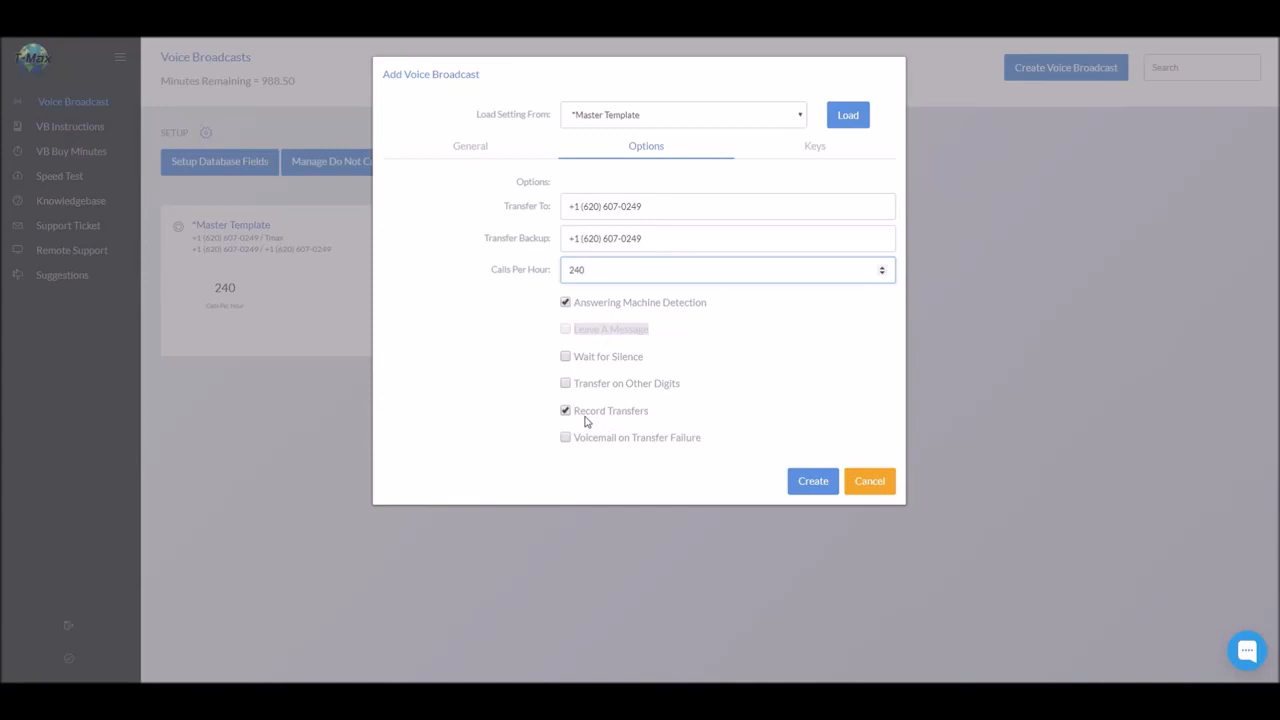 T-Max
Voice Broadcast
VB Instructions
VB Buy Minutes
Speed Test
Knowledgebase
Support Ticket
Remote Support
Suggestions
Voice Broadcasts
Minutes Remaining = 988.50
Create Voice Broadcast
Search
SETUP
Setup Database Fields
Manage Do Not Ca
*Master Template
+1 (620) 607-0249 / Tmax
+1 (620) 607-0249 / +1 (620) 607-0249
240
Calls Per Hour
Add Voice Broadcast
Load Setting From: *Master Template Load
General Options Keys
Options:
Transfer To: +1 (620) 607-0249
Transfer Backup: +1 (620) 607-0249
Calls Per Hour: 240
Answering Machine Detection
Leave A Message
Wait for Silence
Transfer on Other Digits
Record Transfers
Voicemail on Transfer Failure
Create Cancel